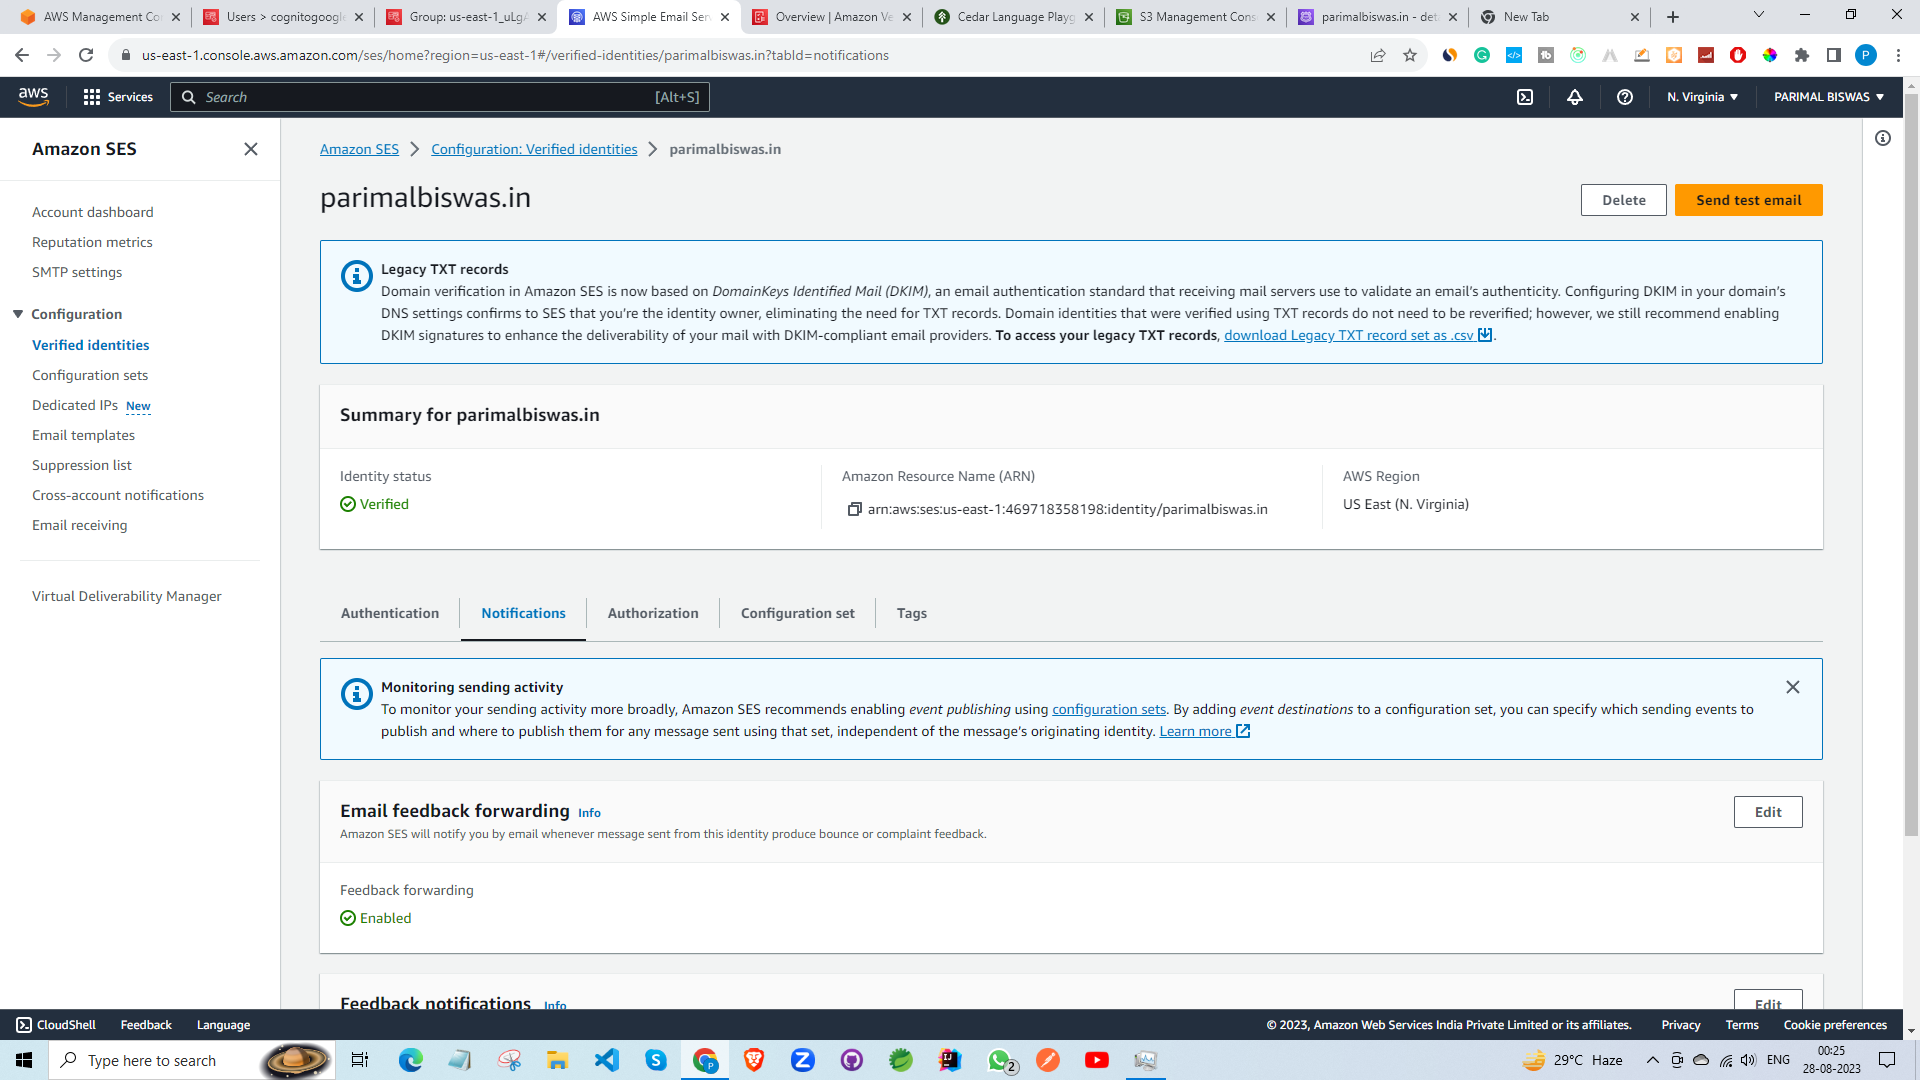 AWS Management Co
Users > cognitogoogle
Group: us-east-1_uLgA
AWS Simple Email Serv
Overview | Amazon Ve
Cedar Language Playg
S3 Management Cons
parimalbiswas.in - det
New Tab
us-east-1.console.aws.amazon.com/ses/home?region=us-east-1#/verified-identities/parimalbiswas.in?tabId=notifications
P
aws
Services
Search
[Alt+S]
N. Virginia
PARIMAL BISWAS
Amazon SES
Account dashboard
Reputation metrics
SMTP settings
Configuration
Verified identities
Configuration sets
Dedicated IPs New
Email templates
Suppression list
Cross-account notifications
Email receiving
Virtual Deliverability Manager
Amazon SES > Configuration: Verified identities > parimalbiswas.in
parimalbiswas.in
Delete
Send test email
Legacy TXT records
Domain verification in Amazon SES is now based on DomainKeys Identified Mail (DKIM), an email authentication standard that receiving mail servers use to validate an email's authenticity. Configuring DKIM in your domain's
DNS settings confirms to SES that you're the identity owner, eliminating the need for TXT records. Domain identities that were verified using TXT records do not need to be reverified; however, we still recommend enabling
DKIM signatures to enhance the deliverability of your mail with DKIM-compliant email providers. To access your legacy TXT records, download Legacy TXT record set as .csv.
Summary for parimalbiswas.in
Identity status
Verified
Amazon Resource Name (ARN)
arn:aws:ses:us-east-1:469718358198:identity/parimalbiswas.in
AWS Region
US East (N. Virginia)
Authentication
Notifications
Authorization
Configuration set
Tags
Monitoring sending activity
To monitor your sending activity more broadly, Amazon SES recommends enabling event publishing using configuration sets. By adding event destinations to a configuration set, you can specify which sending events to
publish and where to publish them for any message sent using that set, independent of the message's originating identity. Learn more
Email feedback forwarding Info
Amazon SES will notify you by email whenever message sent from this identity produce bounce or complaint feedback.
Edit
Feedback forwarding
Enabled
Feedback notifications Info
Edit
CloudShell
Feedback
Language
© 2023, Amazon Web Services India Private Limited or its affiliates.
Privacy
Terms
Cookie preferences
Type here to search
2
29°C Haze
ENG
00:25
28-08-2023